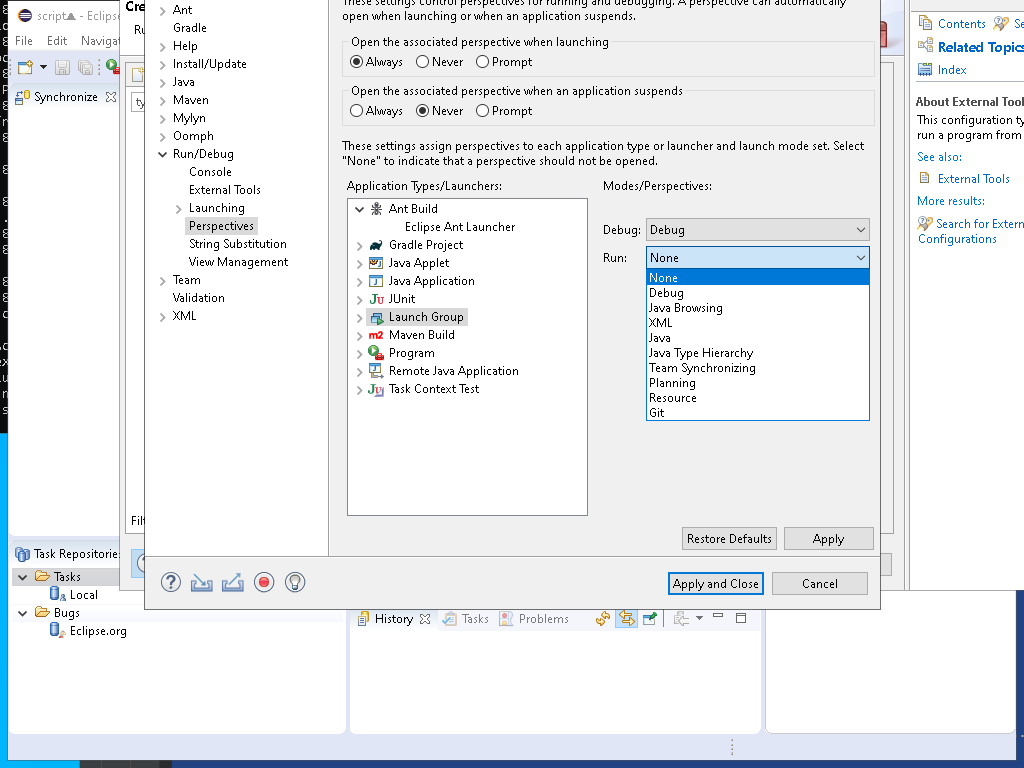 script - Eclipse
File Edit Navigat
Synchronize
Cre
Ru
ty
Filt
Ant
Gradle
Help
Install/Update
Java
Maven
Mylyn
Oomph
Run/Debug
Console
External Tools
Launching
Perspectives
String Substitution
View Management
Team
Validation
XML
These settings control perspectives for running and debugging. A perspective can automatically
open when launching or when an application suspends.
Open the associated perspective when launching
Always Never Prompt
Open the associated perspective when an application suspends
Always Never Prompt
These settings assign perspectives to each application type or launcher and launch mode set. Select
"None" to indicate that a perspective should not be opened.
Application Types/Launchers:
Ant Build
Eclipse Ant Launcher
Gradle Project
Java Applet
Java Application
JUnit
Launch Group
Maven Build
Program
Remote Java Application
Task Context Test
Modes/Perspectives:
Debug: Debug
Run: None
None
Debug
Java Browsing
XML
Java
Java Type Hierarchy
Team Synchronizing
Planning
Resource
Git
Restore Defaults Apply
Apply and Close Cancel
Contents Se
Related Topics
Index
About External Tool
This configuration ty
run a program from
See also:
External Tools
More results:
Search for Extern
Configurations
Task Repositories
Tasks
Local
Bugs
Eclipse.org
History Tasks Problems